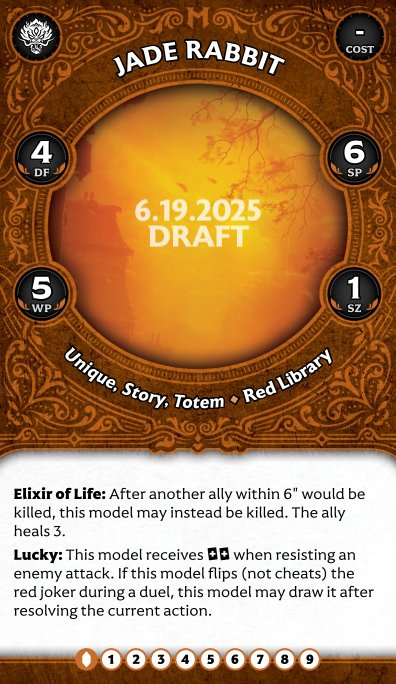 M
-
COST
JADE RABBIT
4
DF
6
SP
6.19.2025
DRAFT
5
WP
1
SZ
Unique, Story, Totem ⬥ Red Library
Elixir of Life: After another ally within 6" would be
killed, this model may instead be killed. The ally
heals 3.
Lucky: This model receives ++ when resisting an
enemy attack. If this model flips (not cheats) the
red joker during a duel, this model may draw it after
resolving the current action.
1 2 3 4 5 6 7 8 9